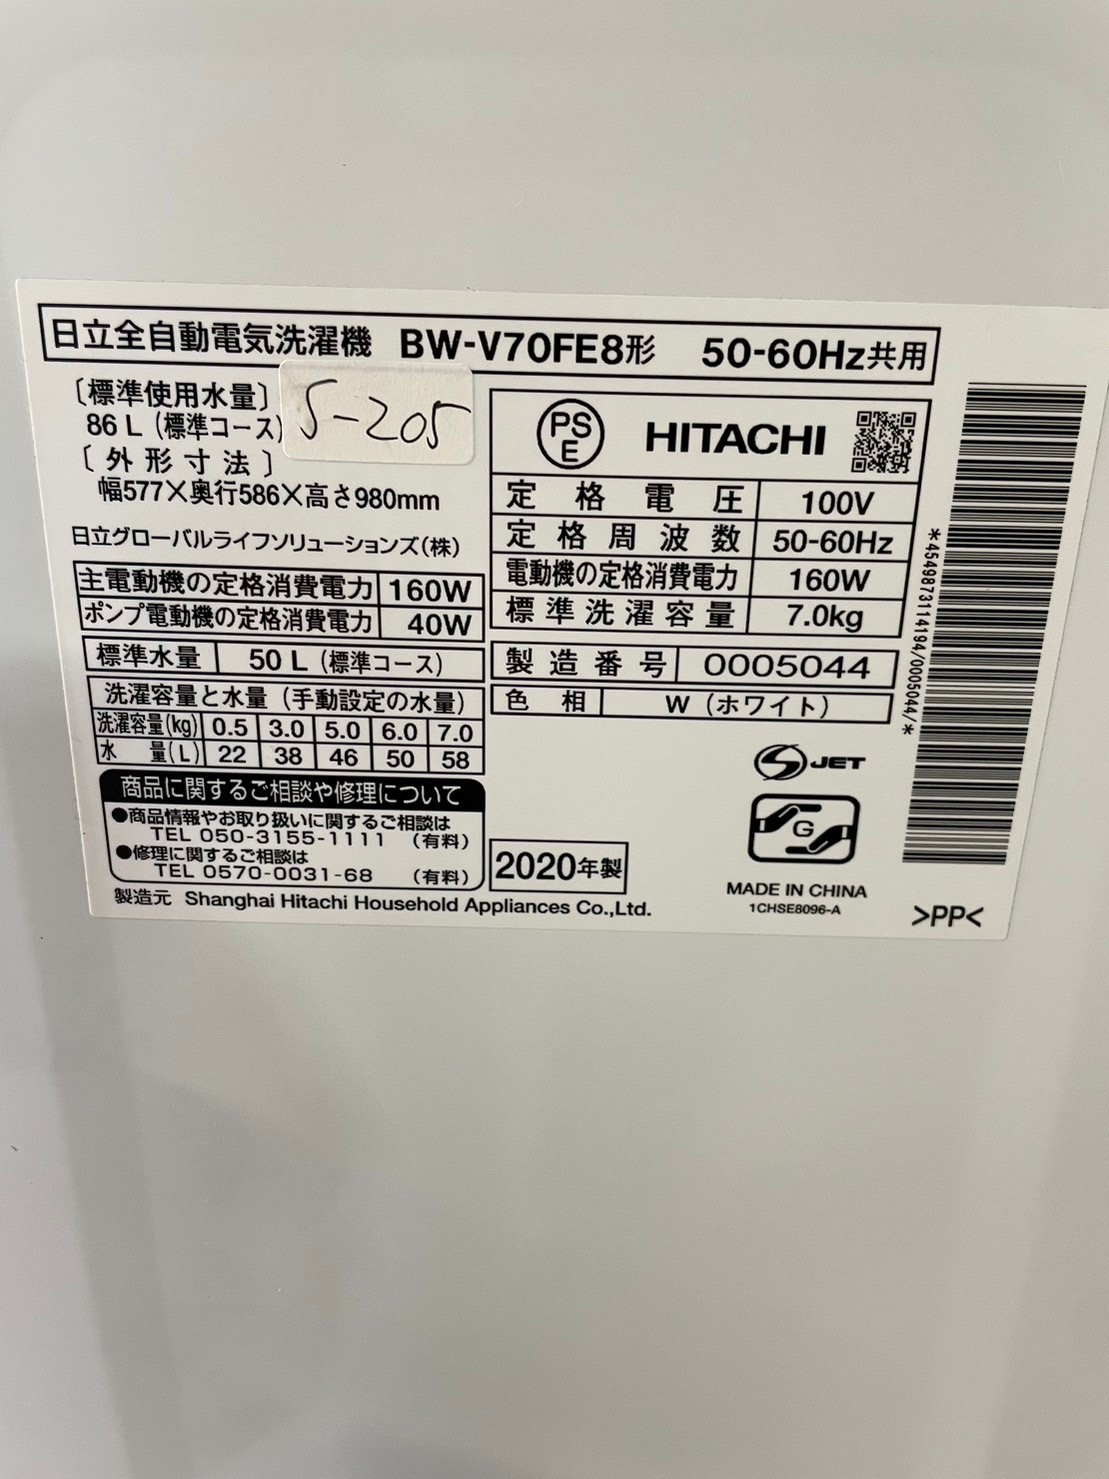 日立全自動電気洗濯機 BW-V70FE8形 50-60Hz共用
〔標準使用水量〕
86L(標準コース)
5-205
〔外形寸法〕
幅577×奥行586×高さ980mm
日立グローバルライフソリューションズ(株)
主電動機の定格消費電力 160W
ポンプ電動機の定格消費電力 40W
標準水量 50L(標準コース)
洗濯容量と水量(手動設定の水量)
洗濯容量(kg) 0.5 3.0 5.0 6.0 7.0
水量(L) 22 38 46 50 58
商品に関するご相談や修理について
●商品情報やお取り扱いに関するご相談は
TEL 050-3155-1111 (有料)
●修理に関するご相談は
TEL 0570-0031-68 (有料)
製造元 Shanghai Hitachi Household Appliances Co.,Ltd.
PS
E
HITACHI
定格電圧 100V
定格周波数 50-60Hz
電動機の定格消費電力 160W
標準洗濯容量 7.0kg
製造番号 0005044
色相 W(ホワイト)
S JET
G
2020年製
MADE IN CHINA
1CHSE8096-A
>PP<
*4549873114194/0005044/*